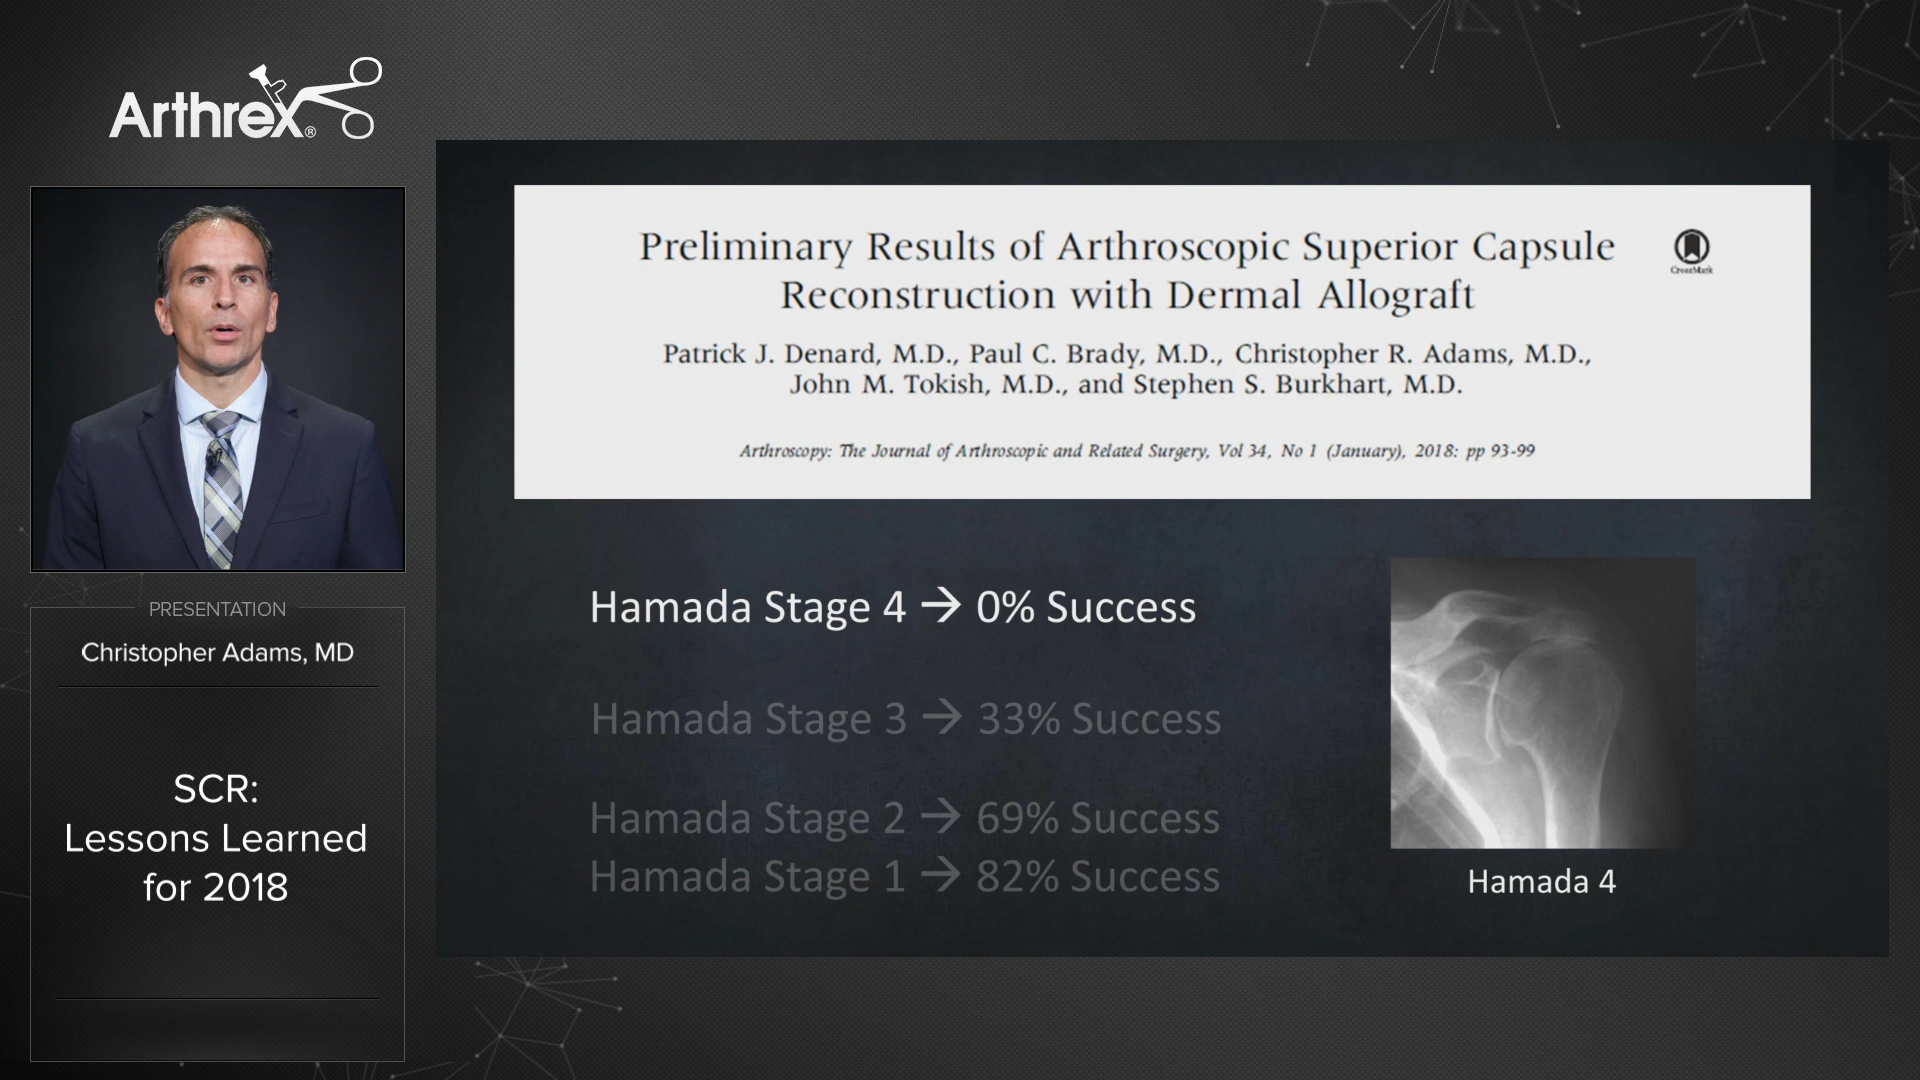 Arthrex®
PRESENTATION
Christopher Adams, MD
SCR:
Lessons Learned
for 2018
Preliminary Results of Arthroscopic Superior Capsule
Reconstruction with Dermal Allograft
CrossMark
Patrick J. Denard, M.D., Paul C. Brady, M.D., Christopher R. Adams, M.D.,
John M. Tokish, M.D., and Stephen S. Burkhart, M.D.
Arthroscopy: The Journal of Arthroscopic and Related Surgery, Vol 34, No 1 (January), 2018: pp 93-99
Hamada Stage 4 → 0% Success
Hamada Stage 3 → 33% Success
Hamada Stage 2 → 69% Success
Hamada Stage 1 → 82% Success
Hamada 4